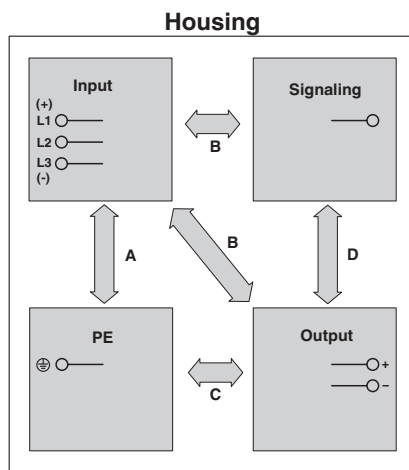 Housing
Input
Signaling
(+)
L1
L2
L3
(-)
B
A
B
D
PE
Output
+
−
C